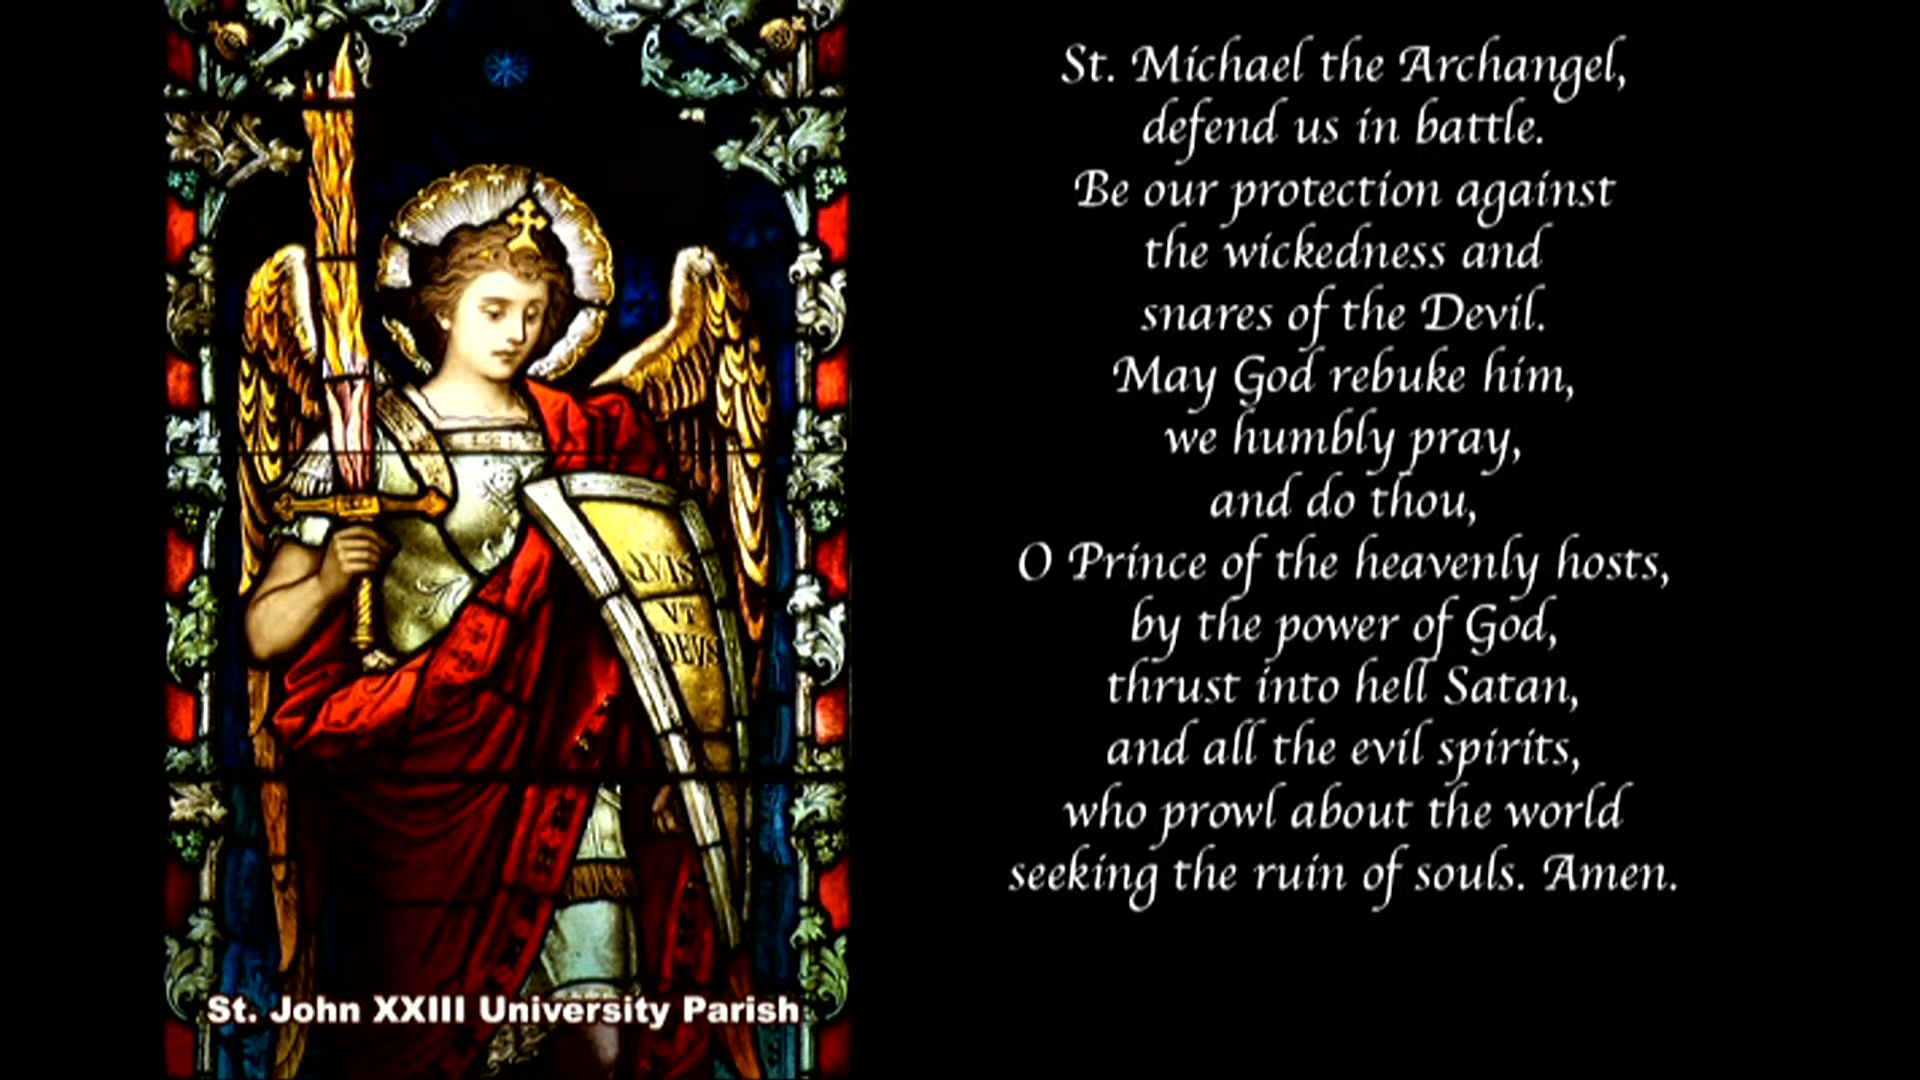 St. Michael the Archangel,
defend us in battle.
Be our protection against
the wickedness and
snares of the Devil.
May God rebuke him,
we humbly pray,
and do thou,
O Prince of the heavenly hosts,
by the power of God,
thrust into hell Satan,
and all the evil spirits,
who prowl about the world
seeking the ruin of souls. Amen.
QVIS
VT
DEVS
St. John XXIII University Parish